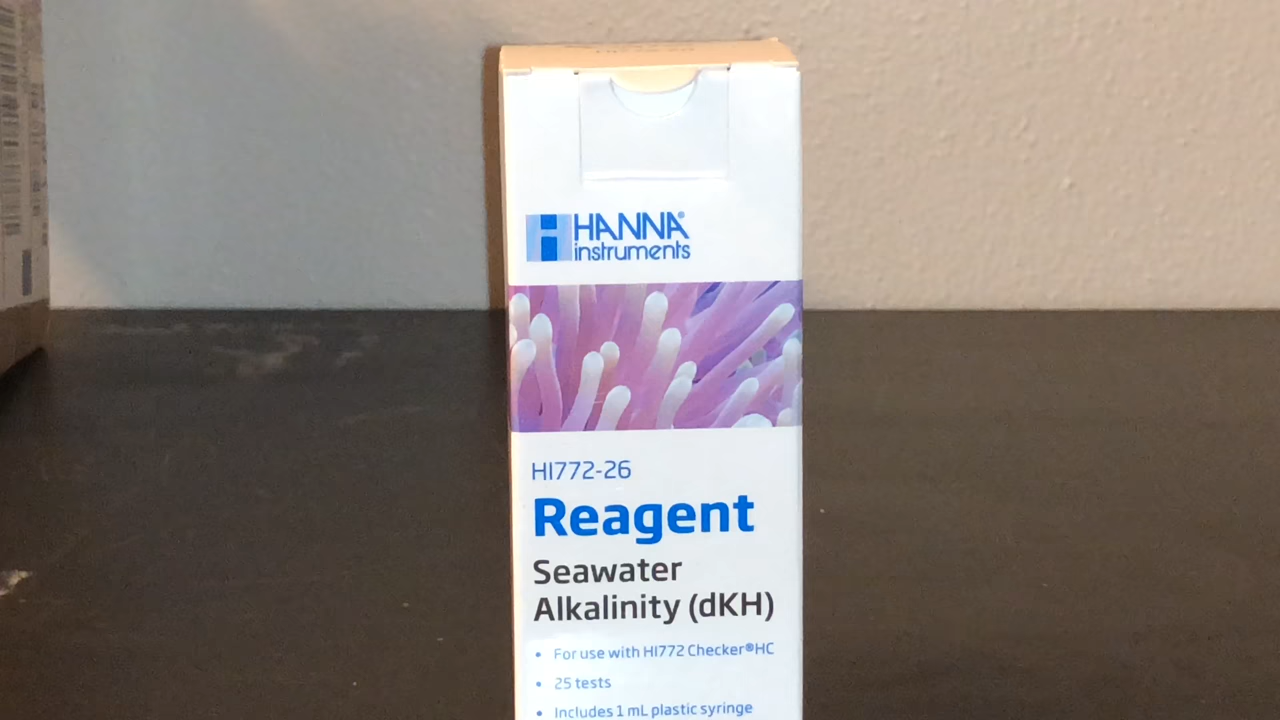 HANNA®
instruments
HI772-26
Reagent
Seawater
Alkalinity (dKH)
• For use with HI772 Checker®HC
• 25 tests
• Includes 1 mL plastic syringe